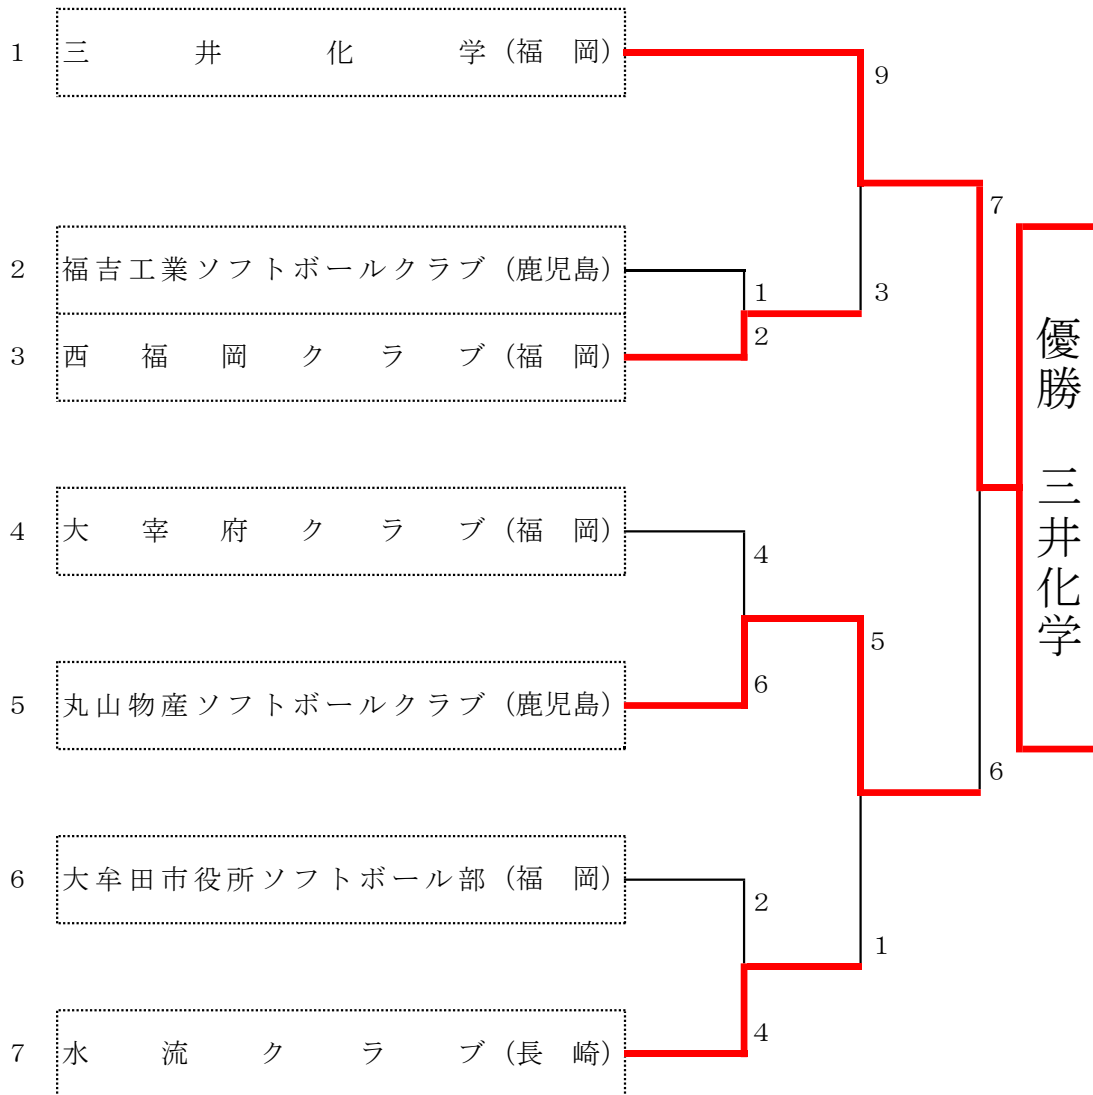 １ 三井化学（福岡）
9
7
２ 福吉工業ソフトボールクラブ（鹿児島）
1
3
３ 西福岡クラブ（福岡）
2
優勝 三井化学
４ 大宰府クラブ（福岡）
4
5
５ 丸山物産ソフトボールクラブ（鹿児島）
6
6
６ 大牟田市役所ソフトボール部（福岡）
2
1
７ 水流クラブ（長崎）
4